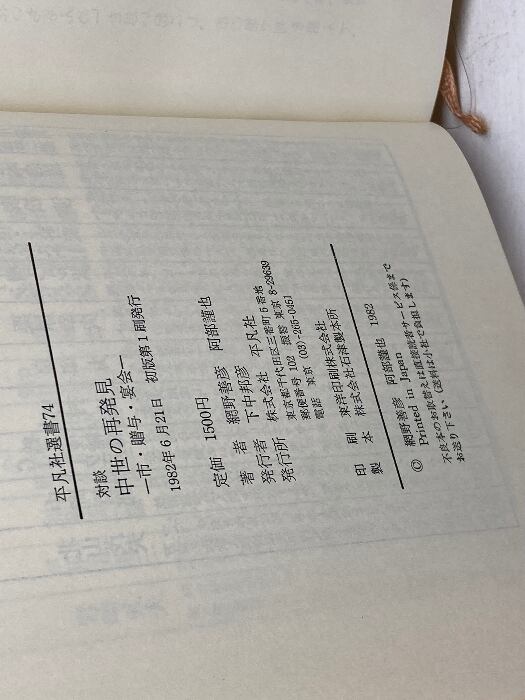 平凡社選書74
対談
中世の再発見
―市・贈与・宴会―
1982年6月21日　初版第1刷発行
定価　1500円
著者　網野善彦　阿部謹也
発行者　下中邦彦
発行所　株式会社　平凡社
東京都千代田区三番町5番地
郵便番号 102　振替 東京 8-29639
電話　東京 (03)-265-0451
印刷　東洋印刷株式会社
製本　株式会社石津製本所
© 網野善彦　阿部謹也　1982
Printed in Japan
不良本のお取替えは直接読者サービス係まで
お送り下さい（送料は小社で負担します）